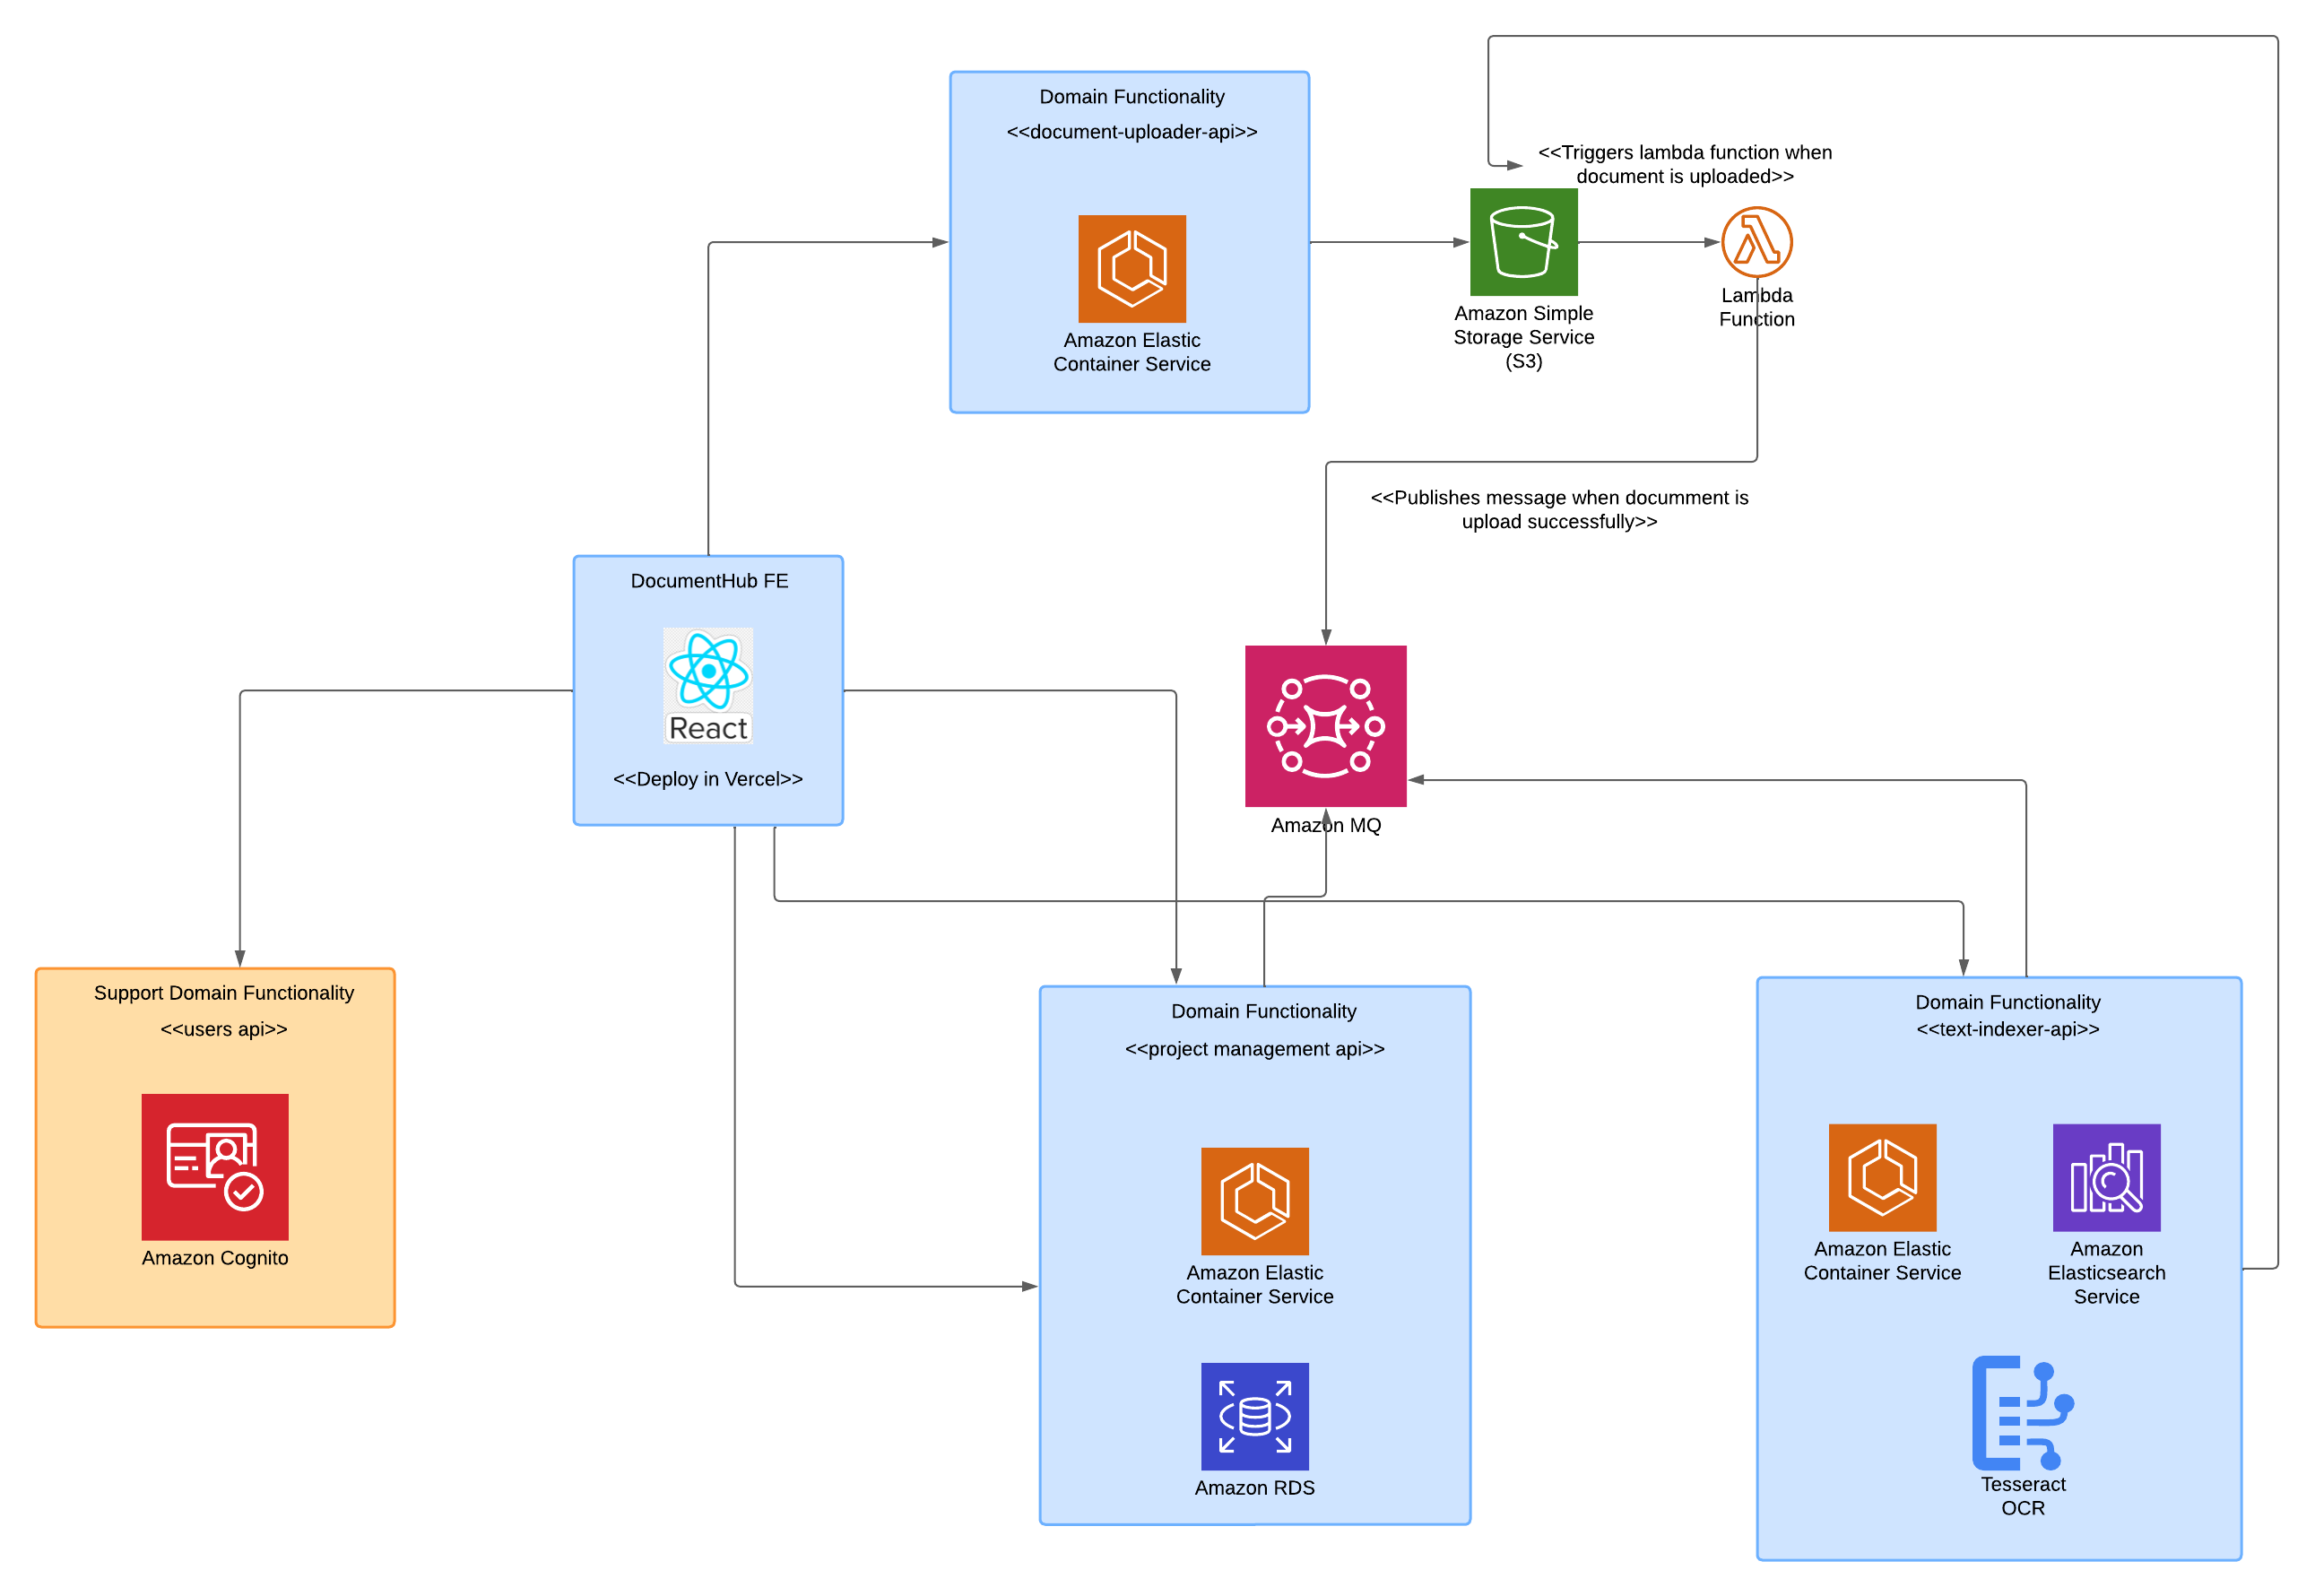 Domain Functionality
<<document-uploader-api>>
Amazon Elastic
Container Service
<<Triggers lambda function when
document is uploaded>>
Amazon Simple
Storage Service
(S3)
Lambda
Function
<<Publishes message when documment is
upload successfully>>
DocumentHub FE
React
<<Deploy in Vercel>>
Amazon MQ
Support Domain Functionality
<<users api>>
Amazon Cognito
Domain Functionality
<<project management api>>
Amazon Elastic
Container Service
Amazon RDS
Domain Functionality
<<text-indexer-api>>
Amazon Elastic
Container Service
Amazon
Elasticsearch
Service
Tesseract
OCR